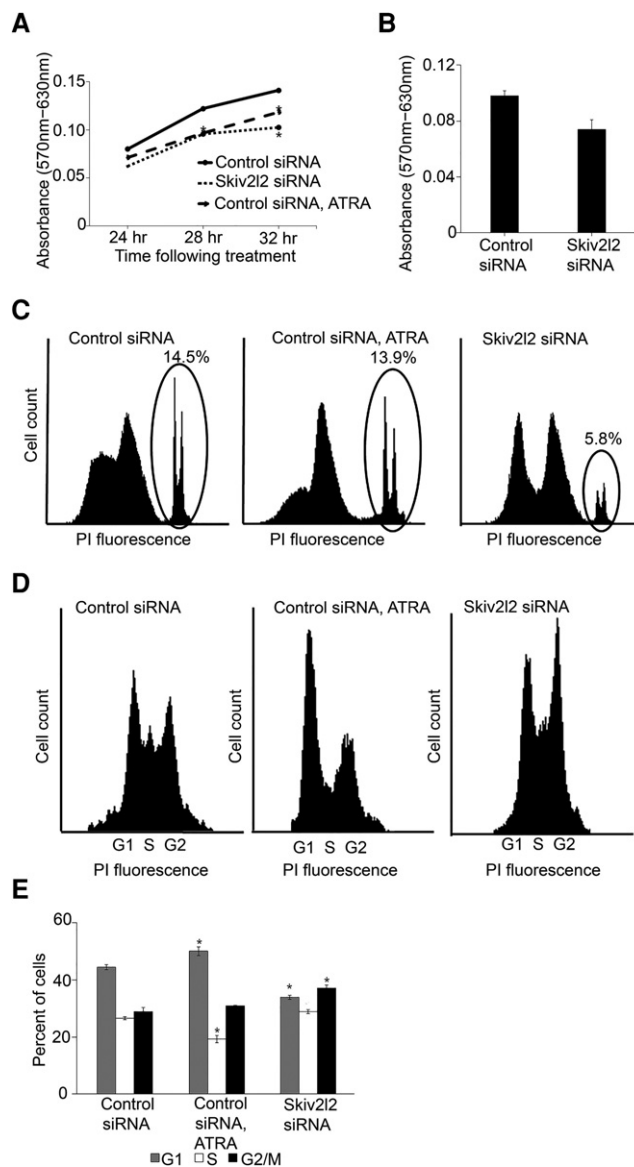 A
Absorbance (570nm−630nm)
0.15
0.10
0.05
0
*
*
*
Control siRNA
Skiv2l2 siRNA
Control siRNA, ATRA
24 hr 28 hr 32 hr
Time following treatment
B
Absorbance (570nm−630nm)
0.12
0.08
0.04
0
Control siRNA
Skiv2l2 siRNA
C
Control siRNA
14.5%
Cell count
PI fluorescence
Control siRNA, ATRA
13.9%
PI fluorescence
Skiv2l2 siRNA
5.8%
PI fluorescence
D
Control siRNA
Cell count
G1 S G2
PI fluorescence
Control siRNA, ATRA
Cell count
G1 S G2
PI fluorescence
Skiv2l2 siRNA
Cell count
G1 S G2
PI fluorescence
E
Percent of cells
60
40
20
0
*
*
*
*
Control
siRNA
Control
siRNA,
ATRA
Skiv2l2
siRNA
G1 S G2/M